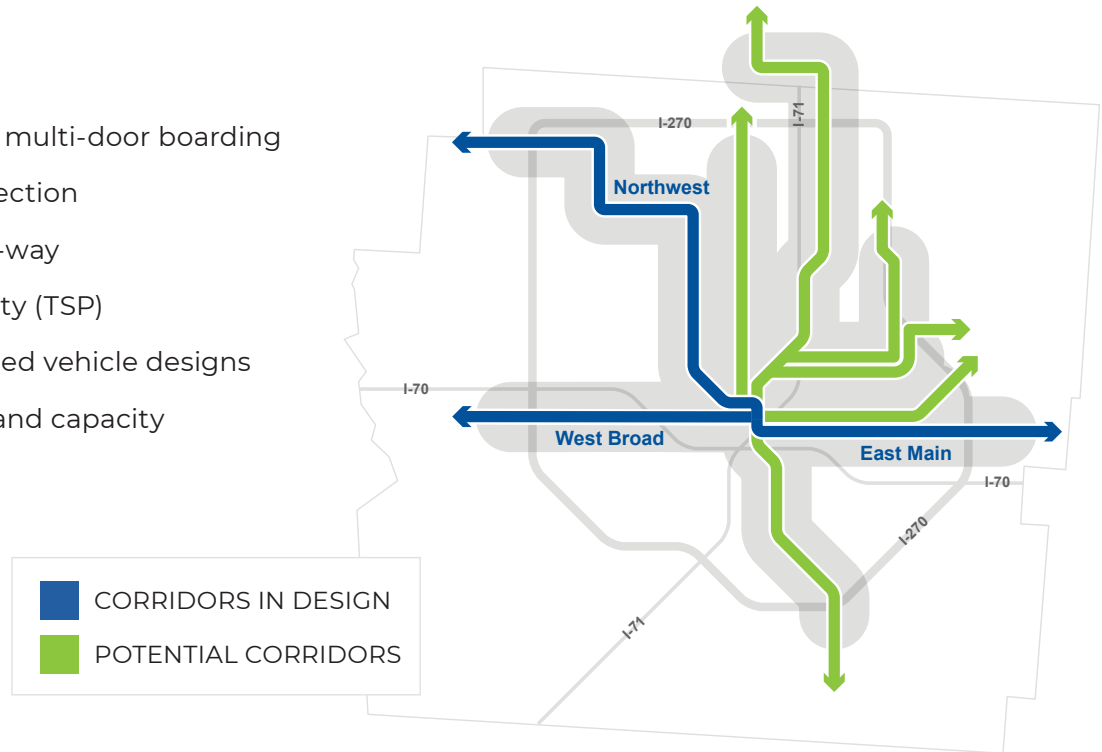 multi-door boarding
ection
-way
ty (TSP)
ed vehicle designs
and capacity
I-270
I-71
Northwest
I-70
West Broad
East Main
I-70
I-270
I-71
CORRIDORS IN DESIGN
POTENTIAL CORRIDORS